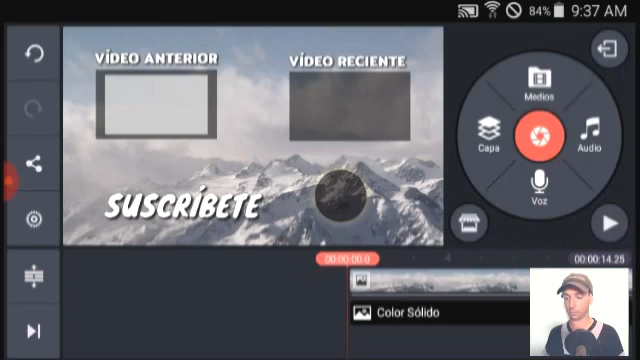 84% 9:37 AM
VÍDEO ANTERIOR
VÍDEO RECIENTE
SUSCRÍBETE
Medios
Capa
Audio
Voz
00:00:00.0
4
00:00:14.25
Color Sólido